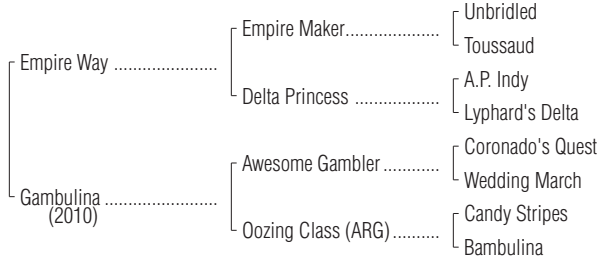 Unbridled
Empire Maker.....................
Toussaud
Empire Way .......................
A.P. Indy
Delta Princess ...................
Lyphard's Delta
Coronado's Quest
Awesome Gambler ............
Wedding March
Gambulina .........................
(2010)
Candy Stripes
Oozing Class (ARG)..........
Bambulina